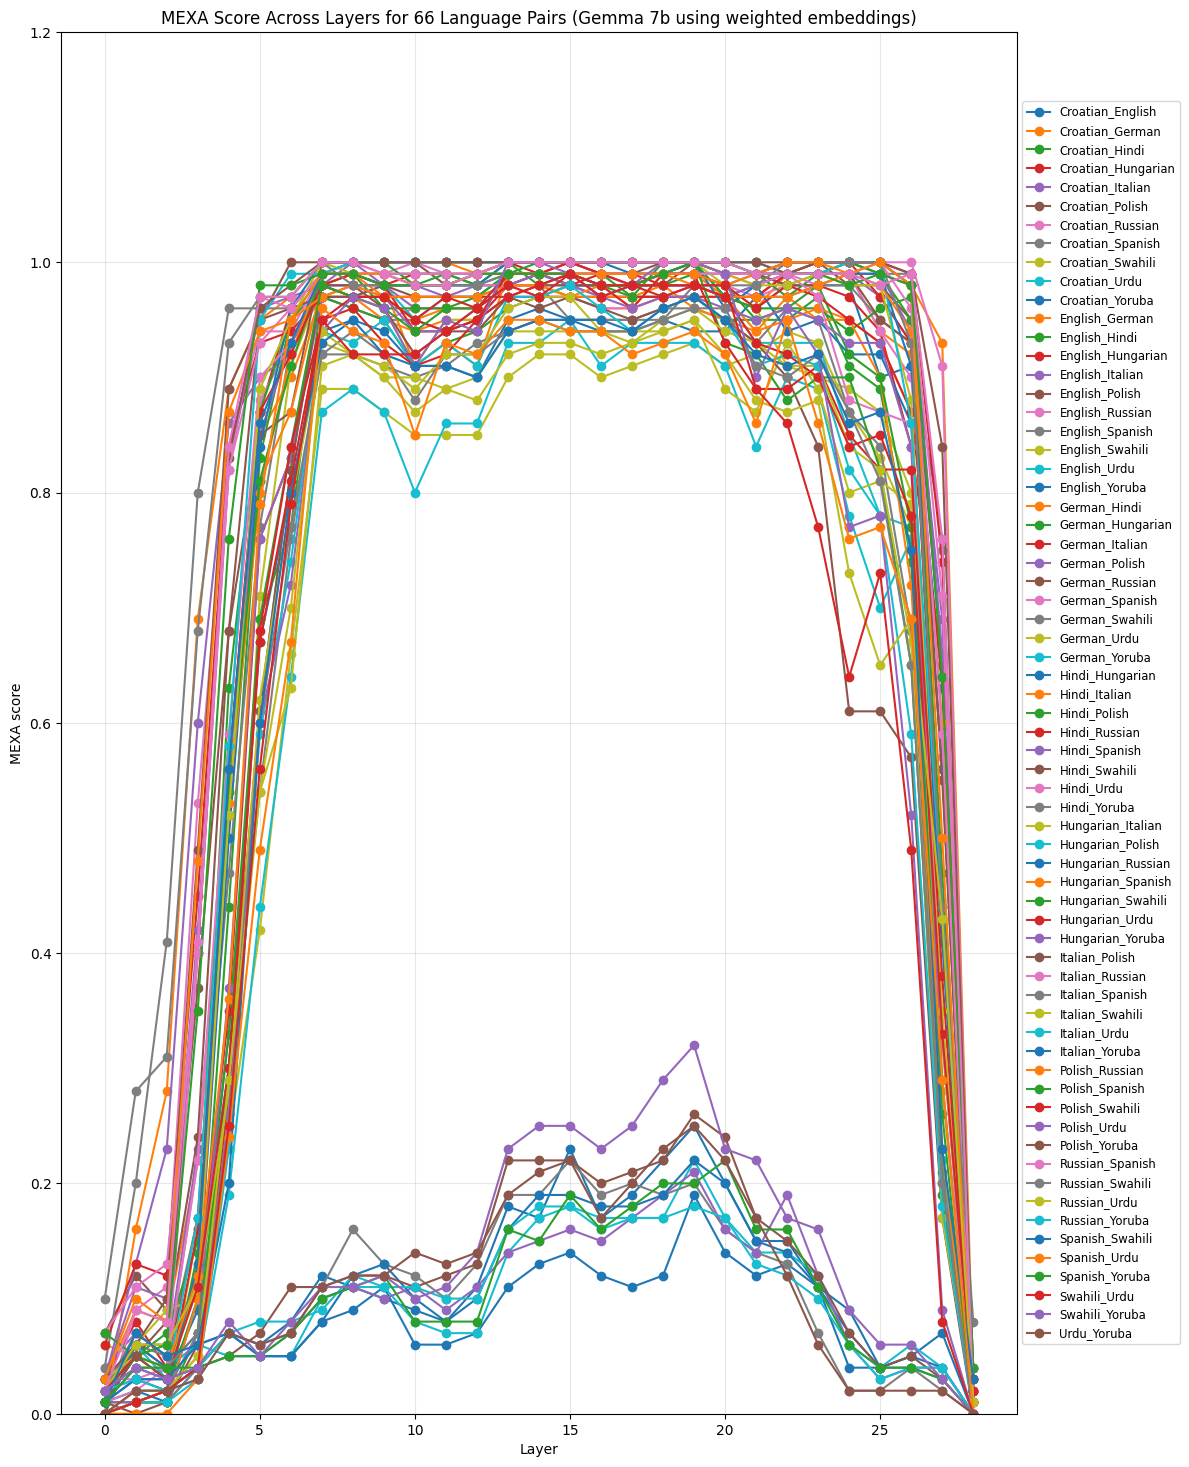 MEXA Score Across Layers for 66 Language Pairs (Gemma 7b using weighted embeddings)
MEXA score
1.2
1.0
0.8
0.6
0.4
0.2
0.0
0 5 10 15 20 25
Layer
Croatian_English
Croatian_German
Croatian_Hindi
Croatian_Hungarian
Croatian_Italian
Croatian_Polish
Croatian_Russian
Croatian_Spanish
Croatian_Swahili
Croatian_Urdu
Croatian_Yoruba
English_German
English_Hindi
English_Hungarian
English_Italian
English_Polish
English_Russian
English_Spanish
English_Swahili
English_Urdu
English_Yoruba
German_Hindi
German_Hungarian
German_Italian
German_Polish
German_Russian
German_Spanish
German_Swahili
German_Urdu
German_Yoruba
Hindi_Hungarian
Hindi_Italian
Hindi_Polish
Hindi_Russian
Hindi_Spanish
Hindi_Swahili
Hindi_Urdu
Hindi_Yoruba
Hungarian_Italian
Hungarian_Polish
Hungarian_Russian
Hungarian_Spanish
Hungarian_Swahili
Hungarian_Urdu
Hungarian_Yoruba
Italian_Polish
Italian_Russian
Italian_Spanish
Italian_Swahili
Italian_Urdu
Italian_Yoruba
Polish_Russian
Polish_Spanish
Polish_Swahili
Polish_Urdu
Polish_Yoruba
Russian_Spanish
Russian_Swahili
Russian_Urdu
Russian_Yoruba
Spanish_Swahili
Spanish_Urdu
Spanish_Yoruba
Swahili_Urdu
Swahili_Yoruba
Urdu_Yoruba